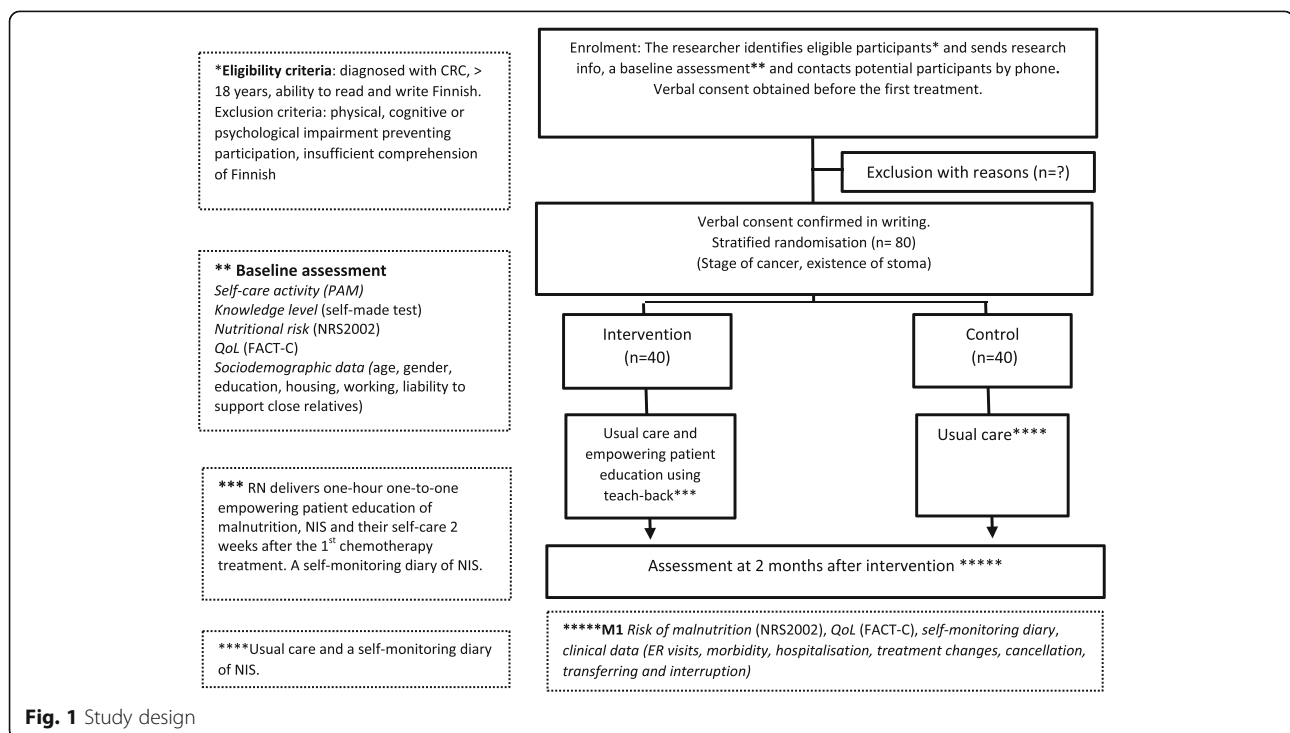 Enrolment: The researcher identifies eligible participants* and sends research
info, a baseline assessment** and contacts potential participants by phone.
Verbal consent obtained before the first treatment.
*Eligibility criteria: diagnosed with CRC, >
18 years, ability to read and write Finnish.
Exclusion criteria: physical, cognitive or
psychological impairment preventing
participation, insufficient comprehension
of Finnish
Exclusion with reasons (n=?)
Verbal consent confirmed in writing.
Stratified randomisation (n= 80)
(Stage of cancer, existence of stoma)
** Baseline assessment
Self-care activity (PAM)
Knowledge level (self-made test)
Nutritional risk (NRS2002)
QoL (FACT-C)
Sociodemographic data (age, gender,
education, housing, working, liability to
support close relatives)
Intervention
(n=40)
Control
(n=40)
Usual care and
empowering patient
education using
teach-back***
Usual care****
*** RN delivers one-hour one-to-one
empowering patient education of
malnutrition, NIS and their self-care 2
weeks after the 1st chemotherapy
treatment. A self-monitoring diary of NIS.
Assessment at 2 months after intervention *****
****Usual care and a self-monitoring diary
of NIS.
*****M1 Risk of malnutrition (NRS2002), QoL (FACT-C), self-monitoring diary,
clinical data (ER visits, morbidity, hospitalisation, treatment changes, cancellation,
transferring and interruption)
Fig. 1 Study design